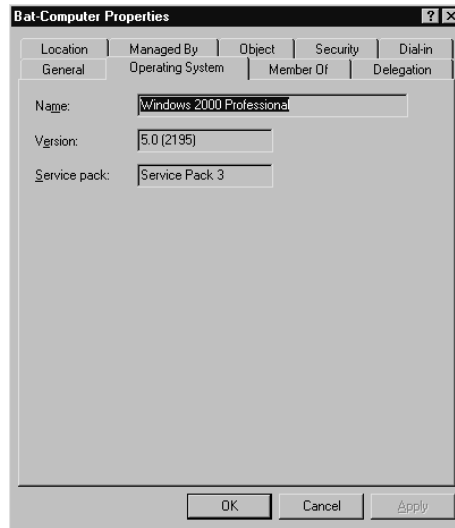 Bat-Computer Properties
Location Managed By Object Security Dial-in
General Operating System Member Of Delegation
Name: Windows 2000 Professional
Version: 5.0 (2195)
Service pack: Service Pack 3
OK Cancel Apply